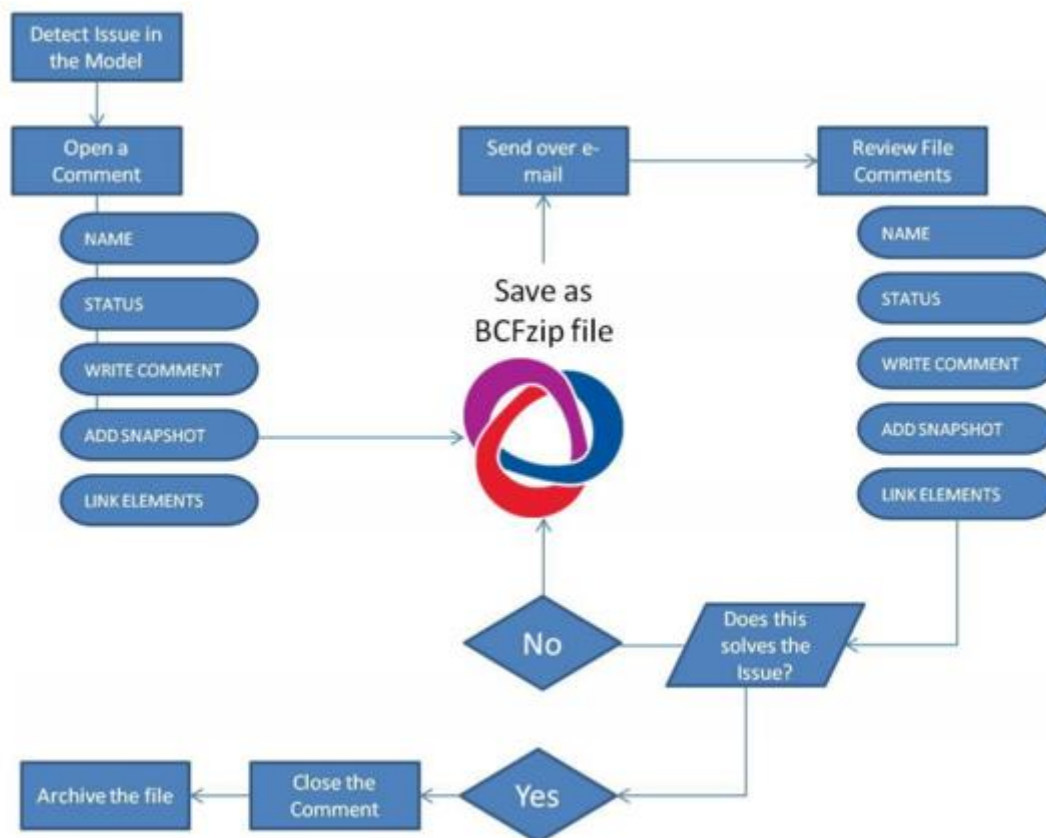 Detect Issue in
the Model
Open a
Comment
NAME
STATUS
WRITE COMMENT
ADD SNAPSHOT
LINK ELEMENTS
Save as
BCFzip file
Send over e-
mail
Review File
Comments
NAME
STATUS
WRITE COMMENT
ADD SNAPSHOT
LINK ELEMENTS
Does this
solves the
Issue?
No
Yes
Close the
Comment
Archive the file